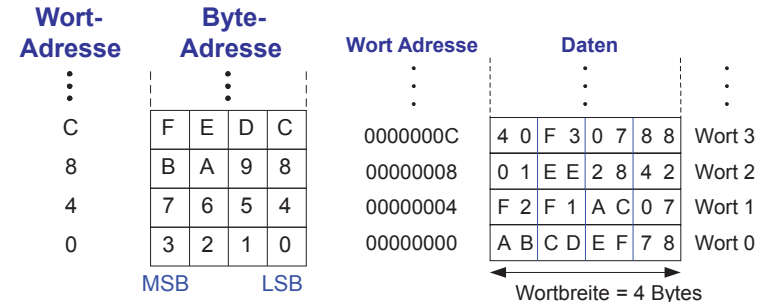 Wort-Adresse Byte-Adresse
C F E D C
8 B A 9 8
4 7 6 5 4
0 3 2 1 0
MSB LSB
Wort Adresse Daten
0000000C 4 0 F 3 0 7 8 8 Wort 3
00000008 0 1 E E 2 8 4 2 Wort 2
00000004 F 2 F 1 A C 0 7 Wort 1
00000000 A B C D E F 7 8 Wort 0
Wortbreite = 4 Bytes